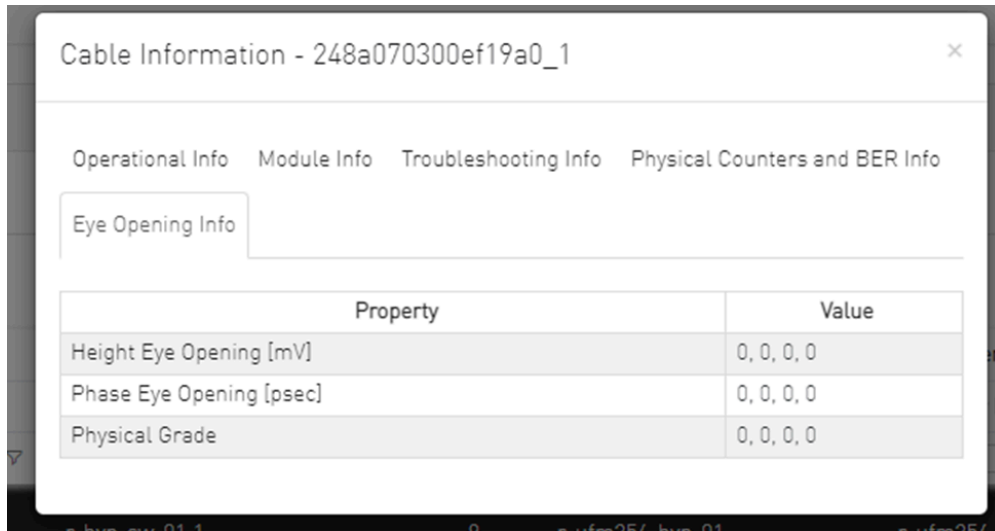 Cable Information - 248a070300ef19a0_1 ×
Operational Info Module Info Troubleshooting Info Physical Counters and BER Info
Eye Opening Info
Property Value
Height Eye Opening [mV] 0, 0, 0, 0
Phase Eye Opening [psec] 0, 0, 0, 0
Physical Grade 0, 0, 0, 0